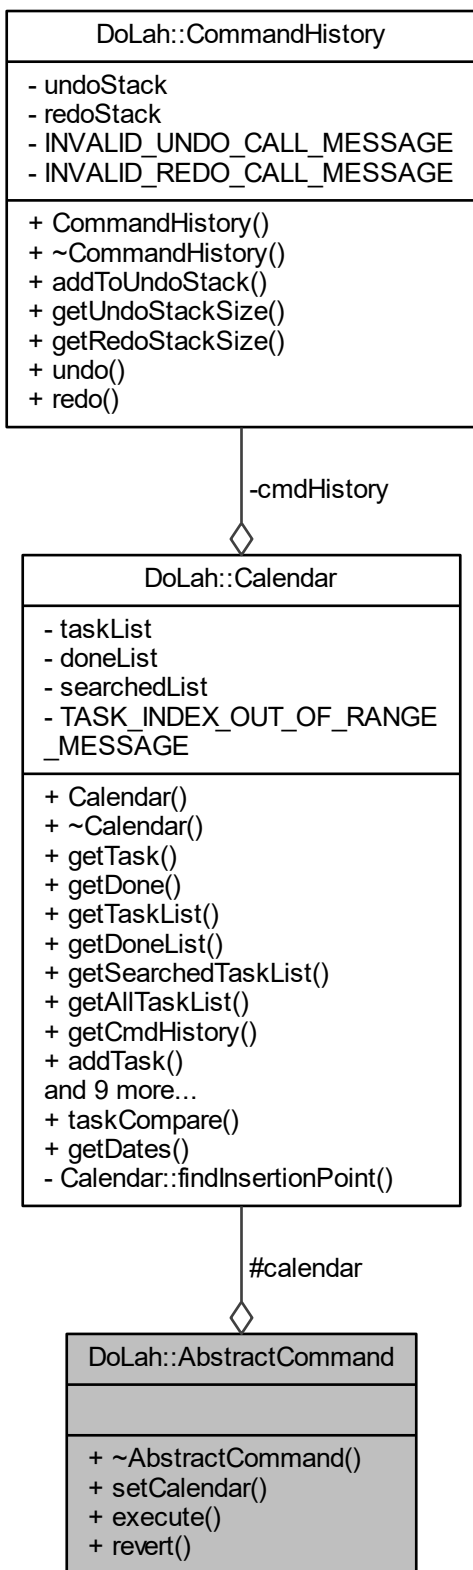 DoLah::CommandHistory
- undoStack
- redoStack
- INVALID_UNDO_CALL_MESSAGE
- INVALID_REDO_CALL_MESSAGE
+ CommandHistory()
+ ~CommandHistory()
+ addToUndoStack()
+ getUndoStackSize()
+ getRedoStackSize()
+ undo()
+ redo()
-cmdHistory
DoLah::Calendar
- taskList
- doneList
- searchedList
- TASK_INDEX_OUT_OF_RANGE
_MESSAGE
+ Calendar()
+ ~Calendar()
+ getTask()
+ getDone()
+ getTaskList()
+ getDoneList()
+ getSearchedTaskList()
+ getAllTaskList()
+ getCmdHistory()
+ addTask()
and 9 more...
+ taskCompare()
+ getDates()
- Calendar::findInsertionPoint()
#calendar
DoLah::AbstractCommand
+ ~AbstractCommand()
+ setCalendar()
+ execute()
+ revert()